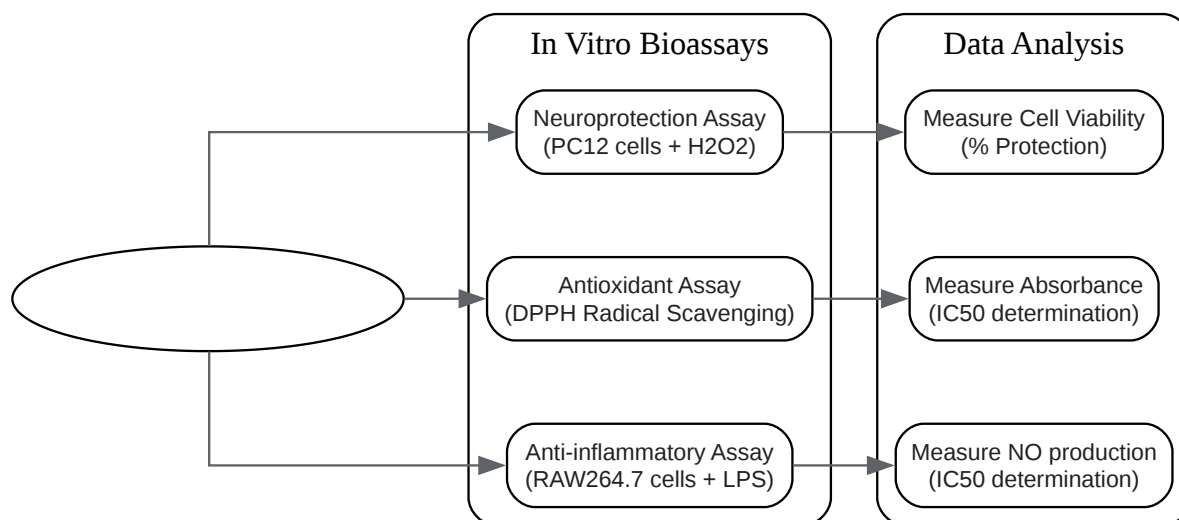 In Vitro Bioassays
Data Analysis
Neuroprotection Assay
(PC12 cells + H2O2)
Measure Cell Viability
(% Protection)
Antioxidant Assay
(DPPH Radical Scavenging)
Measure Absorbance
(IC50 determination)
Anti-inflammatory Assay
(RAW264.7 cells + LPS)
Measure NO production
(IC50 determination)